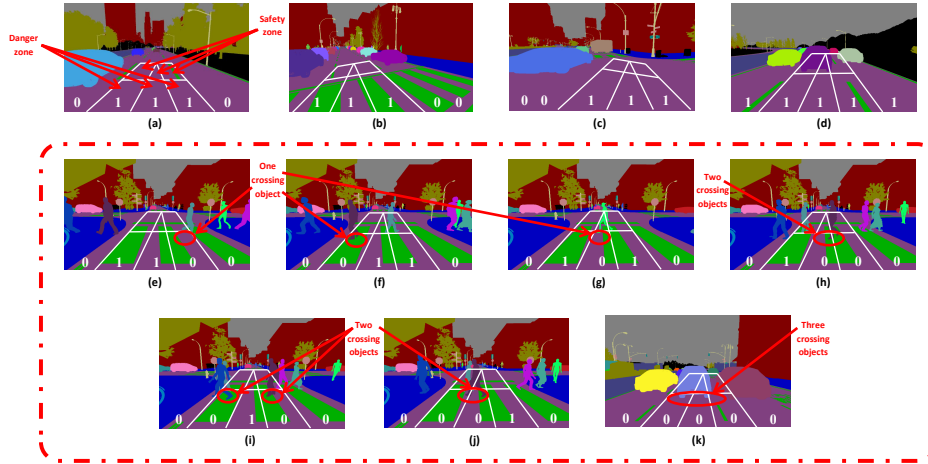 Danger
zone
Safety
zone
0 1 1 1 0
1 1 1 0 0
0 0 1 1 1
1 1 1 1 1
(a)
(b)
(c)
(d)
One
crossing
object
Two
crossing
objects
0 1 1 0 0
0 0 1 0 0
0 1 0 1 0
0 1 0 0 0
(e)
(f)
(g)
(h)
Two
crossing
objects
Three
crossing
objects
0 0 1 0 0
0 0 0 1 0
0 0 0 0 0
(i)
(j)
(k)